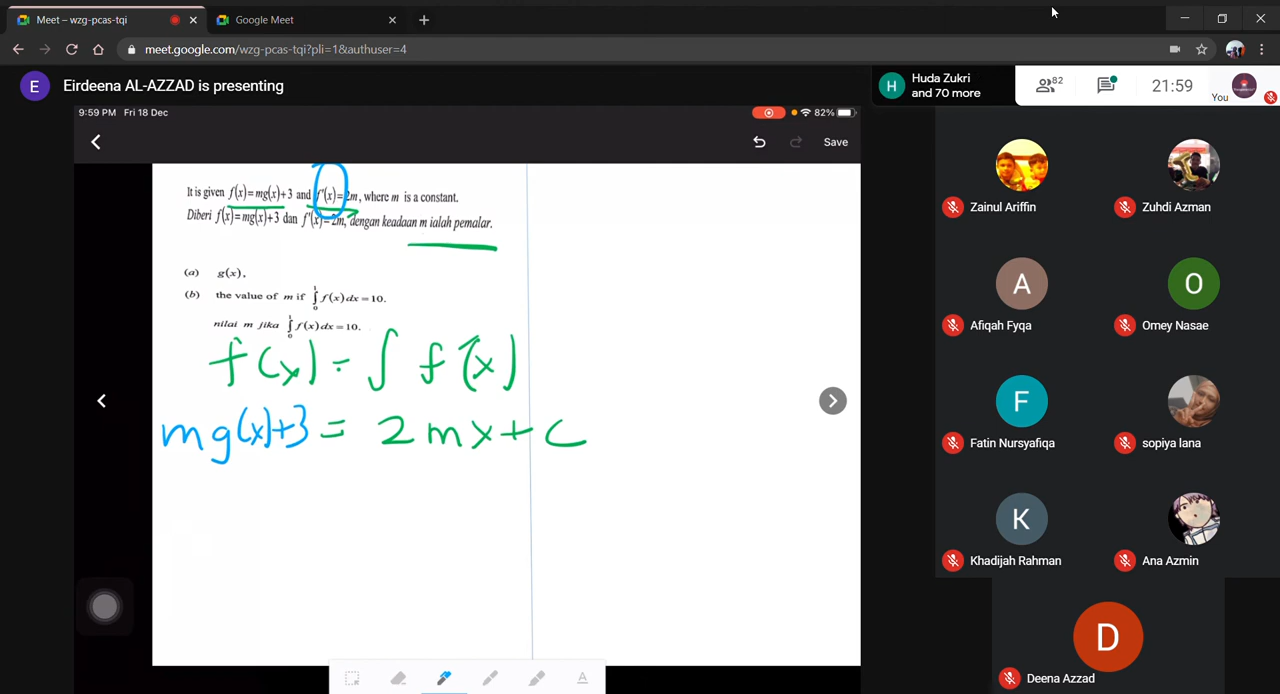 Meet – wzg-pcas-tqi
Google Meet
meet.google.com/wzg-pcas-tqi?pli=1&authuser=4
E
Eirdeena AL-AZZAD is presenting
H
Huda Zukri
and 70 more
82
21:59
You
9:59 PM Fri 18 Dec
82%
Save
It is given f(x)=mg(x)+3 and f'(x)=2m, where m is a constant.
Diberi f(x)=mg(x)+3 dan f'(x)=2m, dengan keadaan m ialah pemalar.
(a) g(x),
(b) the value of m if ∫₀¹ f(x)dx=10.
nilai m jika ∫₀¹ f(x)dx=10.
f(x) = ∫ f'(x)
mg(x)+3 = 2mx+c
Zainul Ariffin
Zuhdi Azman
A
Afiqah Fyqa
O
Omey Nasae
F
Fatin Nursyafiqa
sopiya lana
K
Khadijah Rahman
Ana Azmin
D
Deena Azzad
A